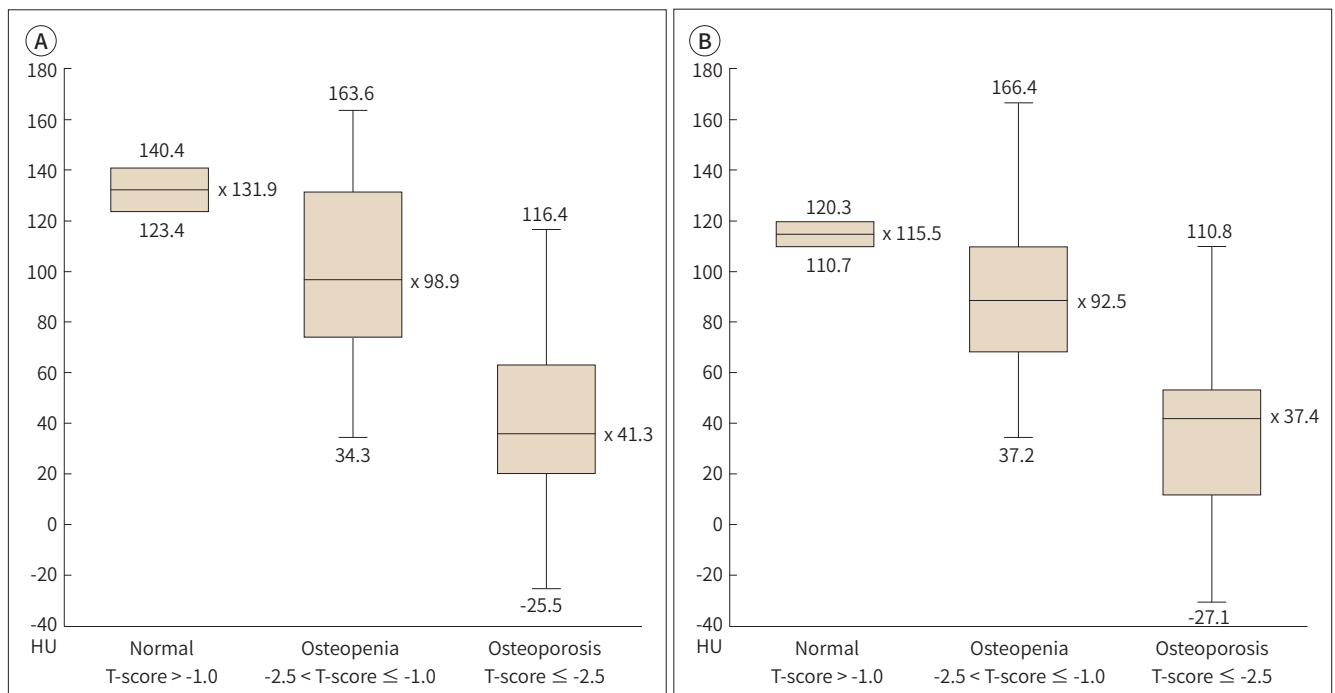 A
180
160
140
120
100
80
60
40
20
0
-20
-40
HU
140.4
x 131.9
123.4
163.6
x 98.9
34.3
116.4
x 41.3
-25.5
Normal
T-score > -1.0
Osteopenia
-2.5 < T-score ≤ -1.0
Osteoporosis
T-score ≤ -2.5
B
180
160
140
120
100
80
60
40
20
0
-20
-40
HU
120.3
x 115.5
110.7
166.4
x 92.5
37.2
110.8
x 37.4
-27.1
Normal
T-score > -1.0
Osteopenia
-2.5 < T-score ≤ -1.0
Osteoporosis
T-score ≤ -2.5